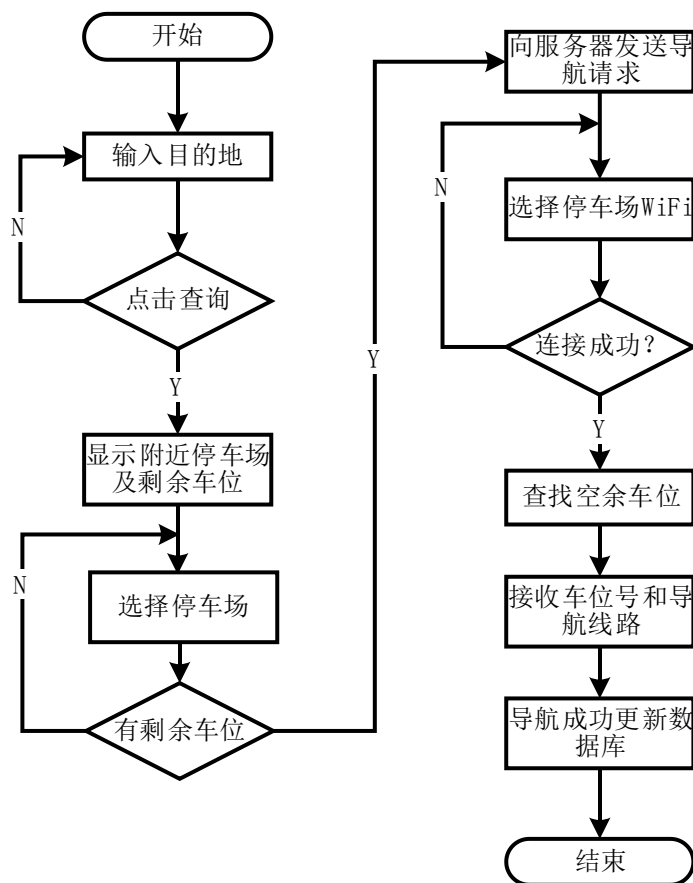 开始
输入目的地
N
点击查询
Y
显示附近停车场
及剩余车位
N
选择停车场
有剩余车位
Y
向服务器发送导
航请求
N
选择停车场WiFi
连接成功?
Y
查找空余车位
接收车位号和导
航线路
导航成功更新数
据库
结束